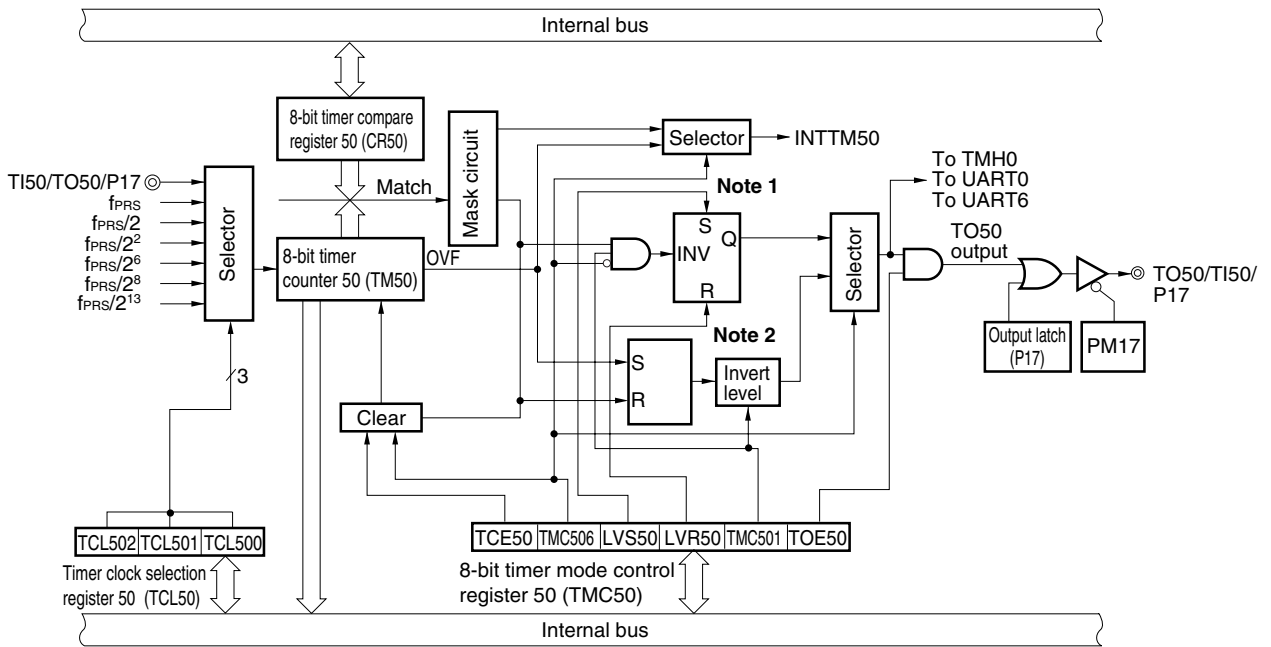 Internal bus
8-bit timer compare
register 50 (CR50)
Mask circuit
Selector
INTTM50
TI50/TO50/P17
fPRS
fPRS/2
fPRS/2²
fPRS/2⁶
fPRS/2⁸
fPRS/2¹³
Selector
Match
8-bit timer
counter 50 (TM50)
OVF
Note 1
S
INV
Q
R
Note 2
Selector
To TMH0
To UART0
To UART6
TO50
output
TO50/TI50/
P17
Output latch
(P17)
PM17
S
R
Invert
level
3
Clear
TCL502 TCL501 TCL500
Timer clock selection
register 50 (TCL50)
TCE50 TMC506 LVS50 LVR50 TMC501 TOE50
8-bit timer mode control
register 50 (TMC50)
Internal bus